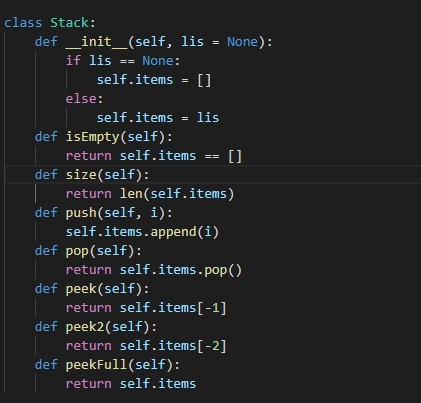 class Stack:
    def __init__(self, lis = None):
        if lis == None:
            self.items = []
        else:
            self.items = lis
    def isEmpty(self):
        return self.items == []
    def size(self):
        return len(self.items)
    def push(self, i):
        self.items.append(i)
    def pop(self):
        return self.items.pop()
    def peek(self):
        return self.items[-1]
    def peek2(self):
        return self.items[-2]
    def peekFull(self):
        return self.items